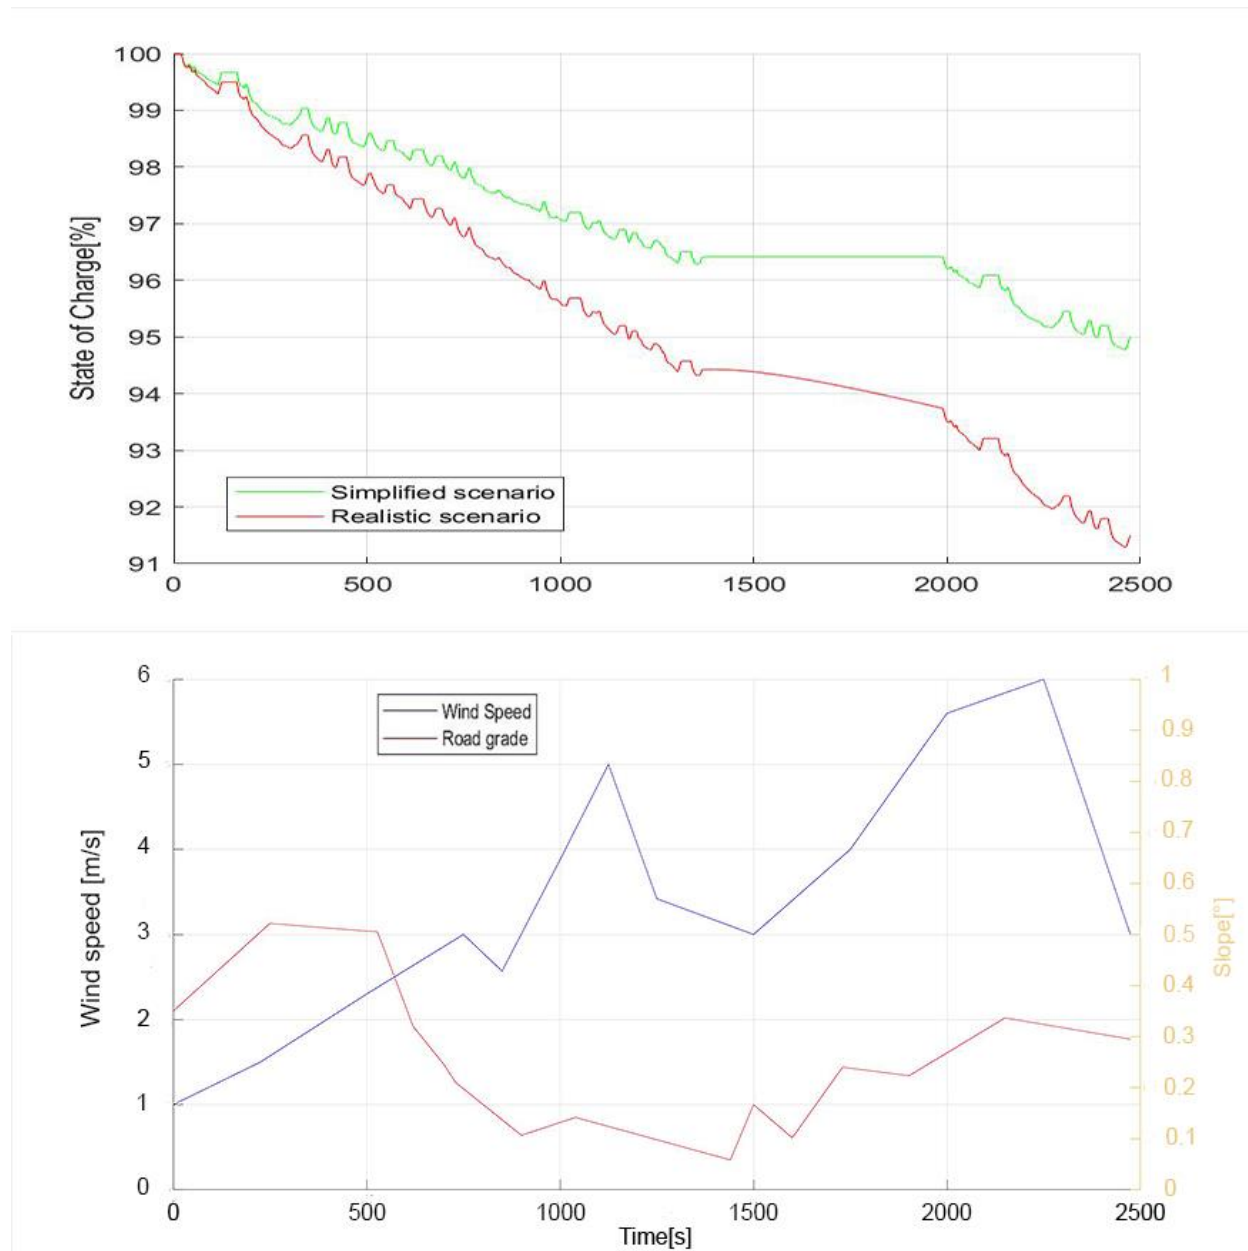 100
99
98
97
96
95
94
93
92
91
State of Charge[%]
Simplified scenario
Realistic scenario
0 500 1000 1500 2000 2500
6
5
4
3
2
1
0
Wind speed [m/s]
Wind Speed
Road grade
1
0.9
0.8
0.7
0.6
0.5
0.4
0.3
0.2
0.1
0
Slope[°]
0 500 1000 1500 2000 2500
Time[s]